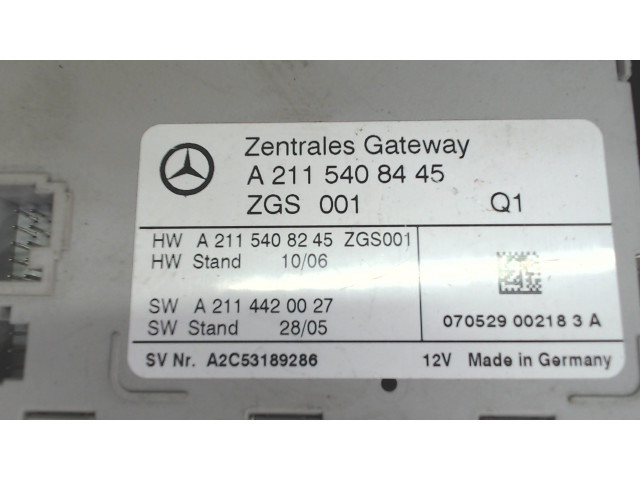 Zentrales Gateway
A 211 540 84 45
ZGS 001 Q1
HW A 211 540 82 45 ZGS001
HW Stand 10/06
SW A 211 442 00 27
SW Stand 28/05
070529 00218 3 A
SV Nr. A2C53189286 12V Made in Germany